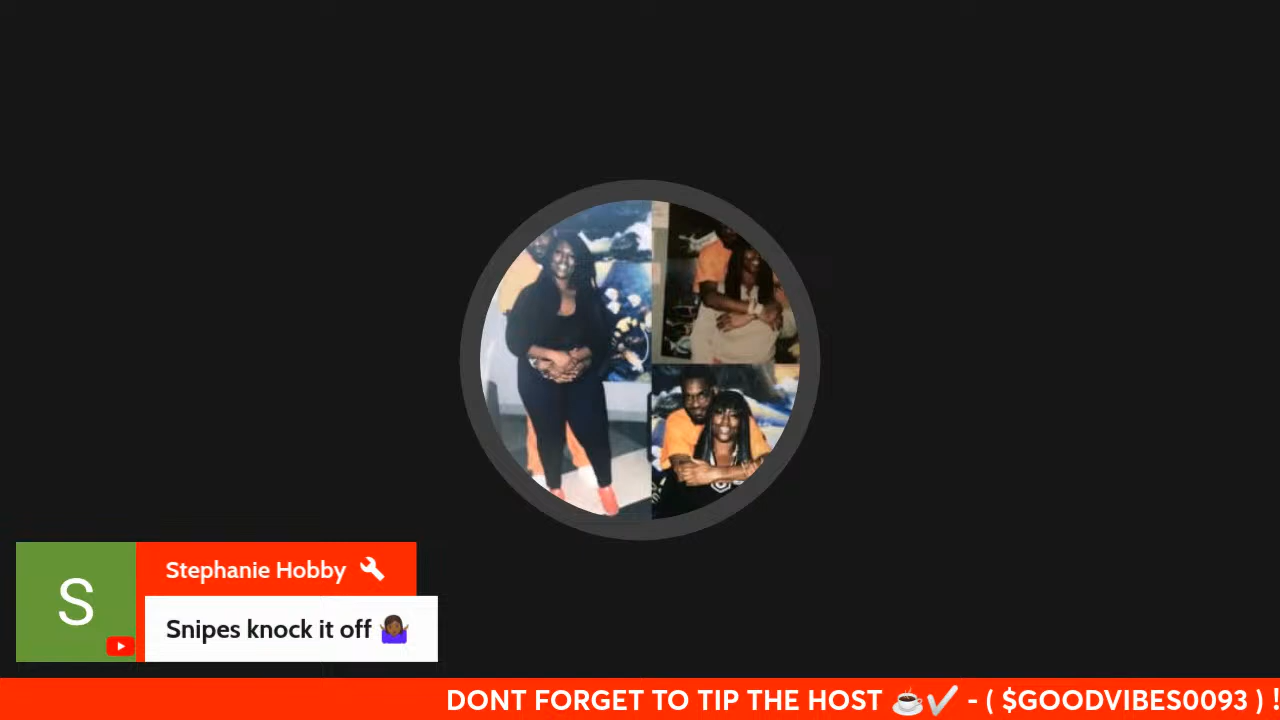 S
Stephanie Hobby 🔧
Snipes knock it off 🤷🏾‍♀️
DONT FORGET TO TIP THE HOST ☕✔️ - ( $GOODVIBES0093 ) !